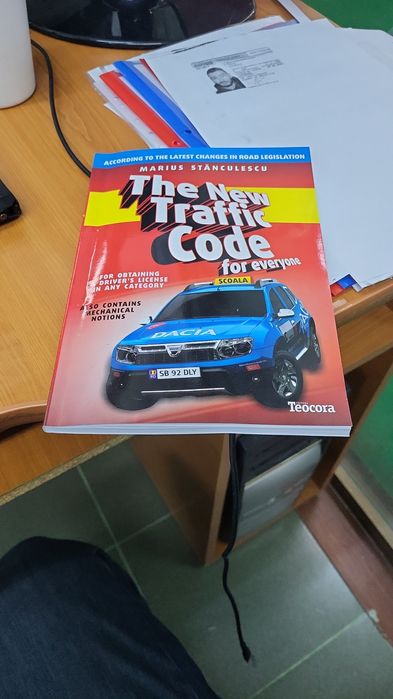 ACCORDING TO THE LATEST CHANGES IN ROAD LEGISLATION
MARIUS STĂNCULESCU
The New
Traffic
Code
for everyone
FOR OBTAINING
DRIVER'S LICENSE
IN ANY CATEGORY
ALSO CONTAINS
MECHANICAL
NOTIONS
ȘCOALA
DACIA
SB 92 DLY
Teocora